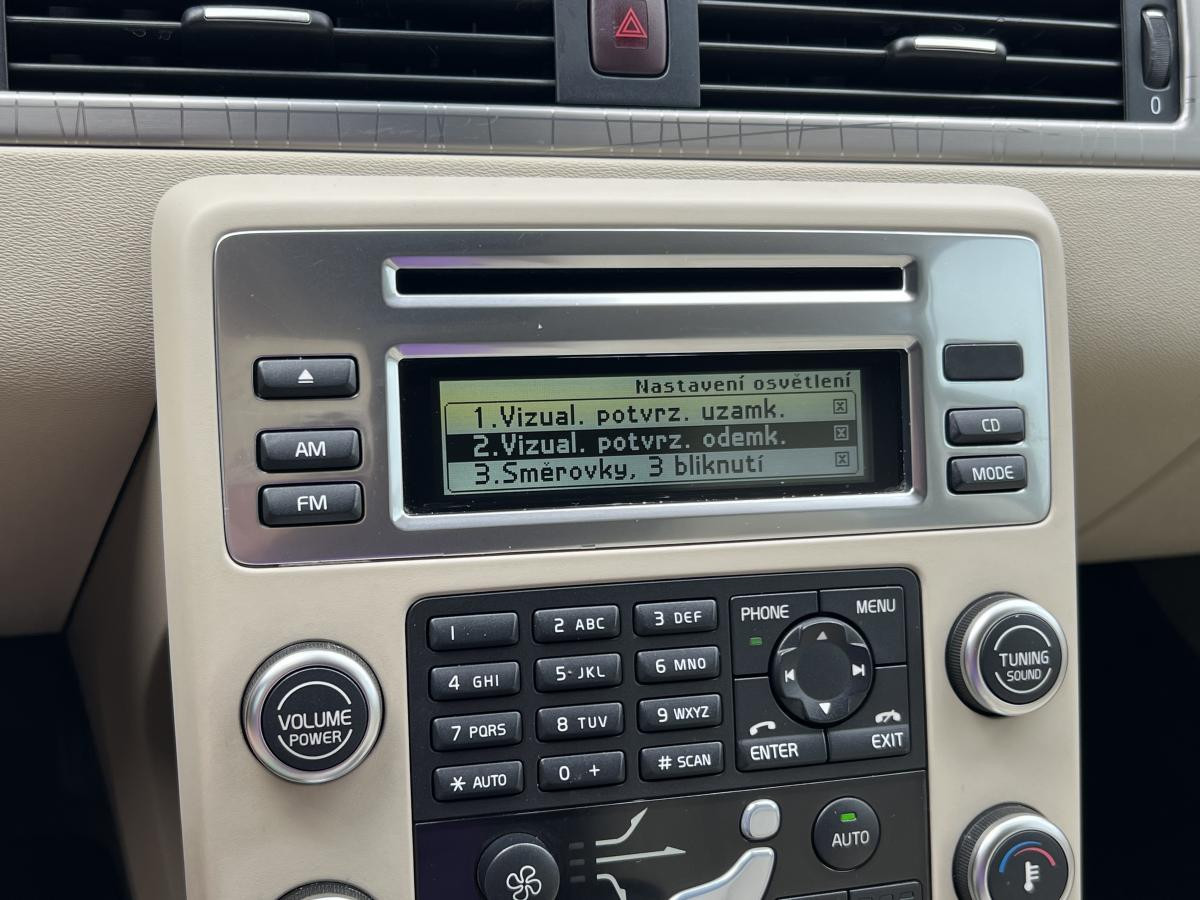 0
Nastavení osvětlení
1.Vizual. potvrz. uzamk.
2.Vizual. potvrz. odemk.
3.Směrovky, 3 bliknutí
AM
FM
CD
MODE
1
2 ABC
3 DEF
4 GHI
5 JKL
6 MNO
7 PQRS
8 TUV
9 WXYZ
* AUTO
0 +
# SCAN
PHONE
MENU
ENTER
EXIT
VOLUME
POWER
TUNING
SOUND
AUTO